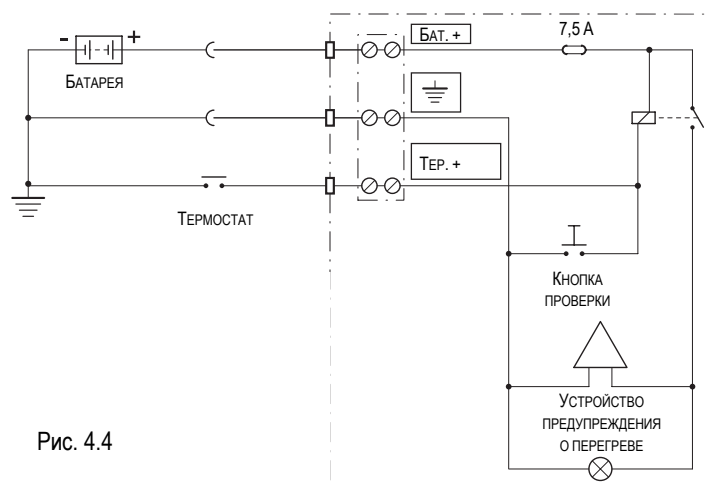 - +
БАТАРЕЯ
БАТ. +
7,5 А
ТЕР. +
ТЕРМОСТАТ
КНОПКА
ПРОВЕРКИ
УСТРОЙСТВО
ПРЕДУПРЕЖДЕНИЯ
О ПЕРЕГРЕВЕ
Рис. 4.4